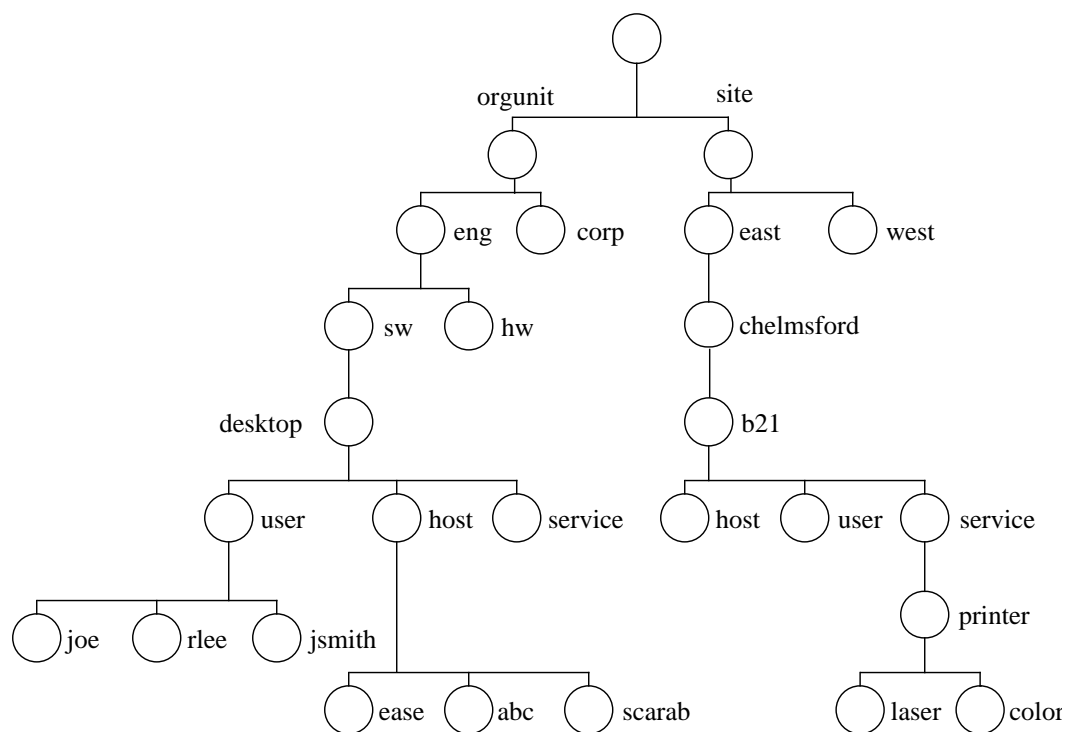 orgunit site
eng corp east west
sw hw chelmsford
desktop b21
user host service host user service
joe rlee jsmith printer
ease abc scarab laser color